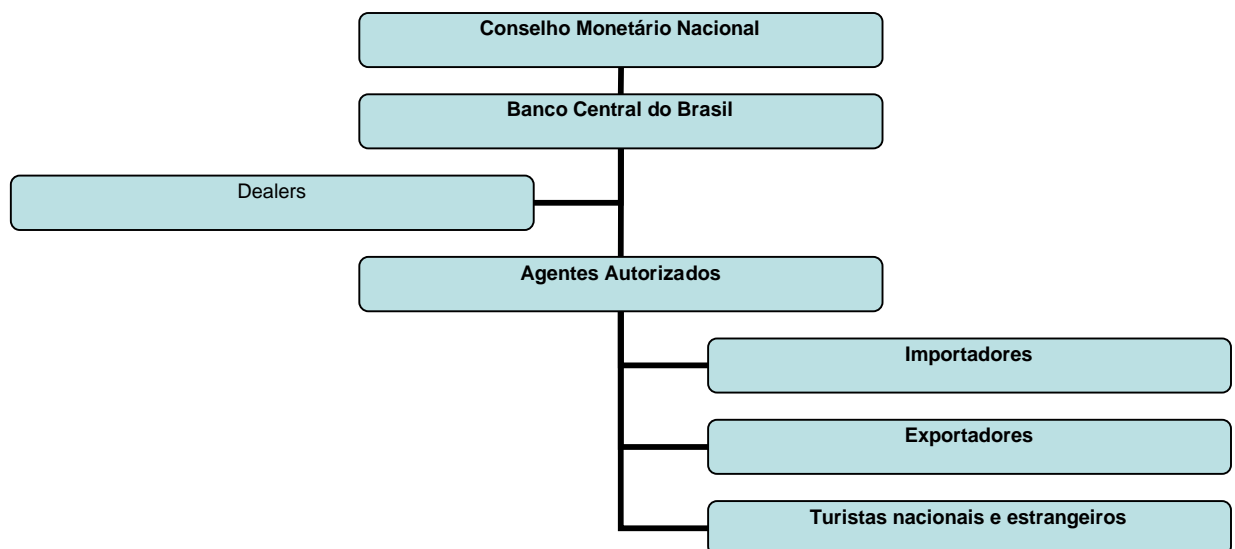 Conselho Monetário Nacional
Banco Central do Brasil
Dealers
Agentes Autorizados
Importadores
Exportadores
Turistas nacionais e estrangeiros